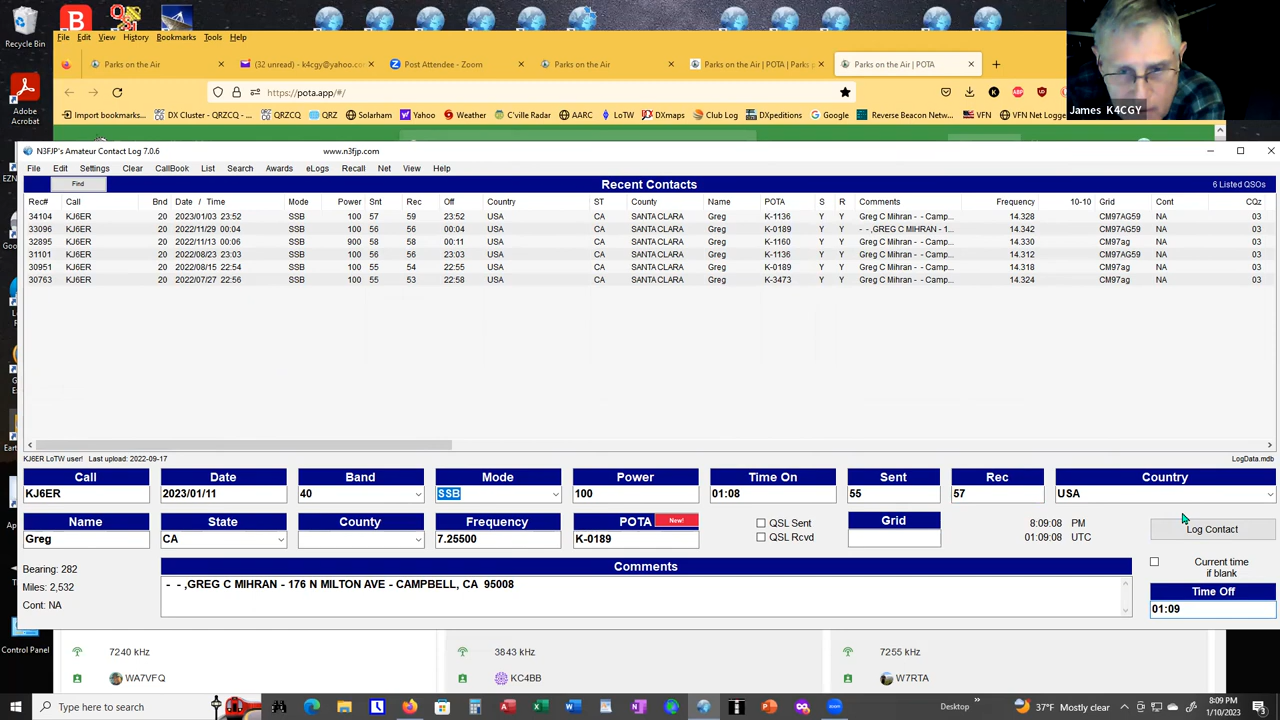 Recycle Bin
File Edit View History Bookmarks Tools Help
Parks on the Air
(32 unread) - k4cgy@yahoo.co
Post Attendee - Zoom
Parks on the Air
Parks on the Air | POTA | Parks
Parks on the Air | POTA
https://pota.app/#/
James K4CGY
Import bookmarks... DX Cluster - QRZCQ - ... QRZCQ QRZ Solarham Yahoo Weather C'ville Radar AARC LoTW DXmaps Club Log DXpeditions Google Reverse Beacon Netw... VFN VFN Net Logge
Adobe Acrobat
N3FJP's Amateur Contact Log 7.0.6 www.n3fjp.com
File Edit Settings Clear CallBook List Search Awards eLogs Recall Net View Help
Find Recent Contacts 6 Listed QSOs
Rec# Call Bnd Date / Time Mode Power Snt Rec Off Country ST County Name POTA S R Comments Frequency 10-10 Grid Cont CQz
34104 KJ6ER 20 2023/01/03 23:52 SSB 100 57 59 23:52 USA CA SANTA CLARA Greg K-1136 Y Y Greg C Mihran - - Camp... 14.328 CM97AG59 NA 03
33096 KJ6ER 20 2022/11/29 00:04 SSB 100 56 56 00:04 USA CA SANTA CLARA Greg K-0189 Y Y - - ,GREG C MIHRAN - 1... 14.342 CM97AG59 NA 03
32895 KJ6ER 20 2022/11/13 00:06 SSB 900 58 58 00:11 USA CA SANTA CLARA Greg K-1160 Y Y Greg C Mihran - - Camp... 14.330 CM97ag NA 03
31101 KJ6ER 20 2022/08/23 23:03 SSB 100 56 56 23:03 USA CA SANTA CLARA Greg K-1136 Y Y Greg C Mihran - - Camp... 14.312 CM97AG59 NA 03
30951 KJ6ER 20 2022/08/15 22:54 SSB 100 55 54 22:55 USA CA SANTA CLARA Greg K-0189 Y Y Greg C Mihran - - Camp... 14.318 CM97ag NA 03
30763 KJ6ER 20 2022/07/27 22:56 SSB 100 55 53 22:58 USA CA SANTA CLARA Greg K-3473 Y Y Greg C Mihran - - Camp... 14.324 CM97ag NA 03
KJ6ER LoTW user! Last upload: 2022-09-17 LogData.mdb
Call Date Band Mode Power Time On Sent Rec Country
KJ6ER 2023/01/11 40 SSB 100 01:08 55 57 USA
Name State County Frequency POTA New! QSL Sent Grid 8:09:08 PM Log Contact
Greg CA 7.25500 K-0189 QSL Rcvd 01:09:08 UTC
Bearing: 282 Comments Current time if blank
Miles: 2,532 - - ,GREG C MIHRAN - 176 N MILTON AVE - CAMPBELL, CA 95008 Time Off
Cont: NA 01:09
Control Panel
7240 kHz 3843 kHz 7255 kHz
WA7VFQ KC4BB W7RTA
Type here to search Desktop 37°F Mostly clear 8:09 PM
1/10/2023